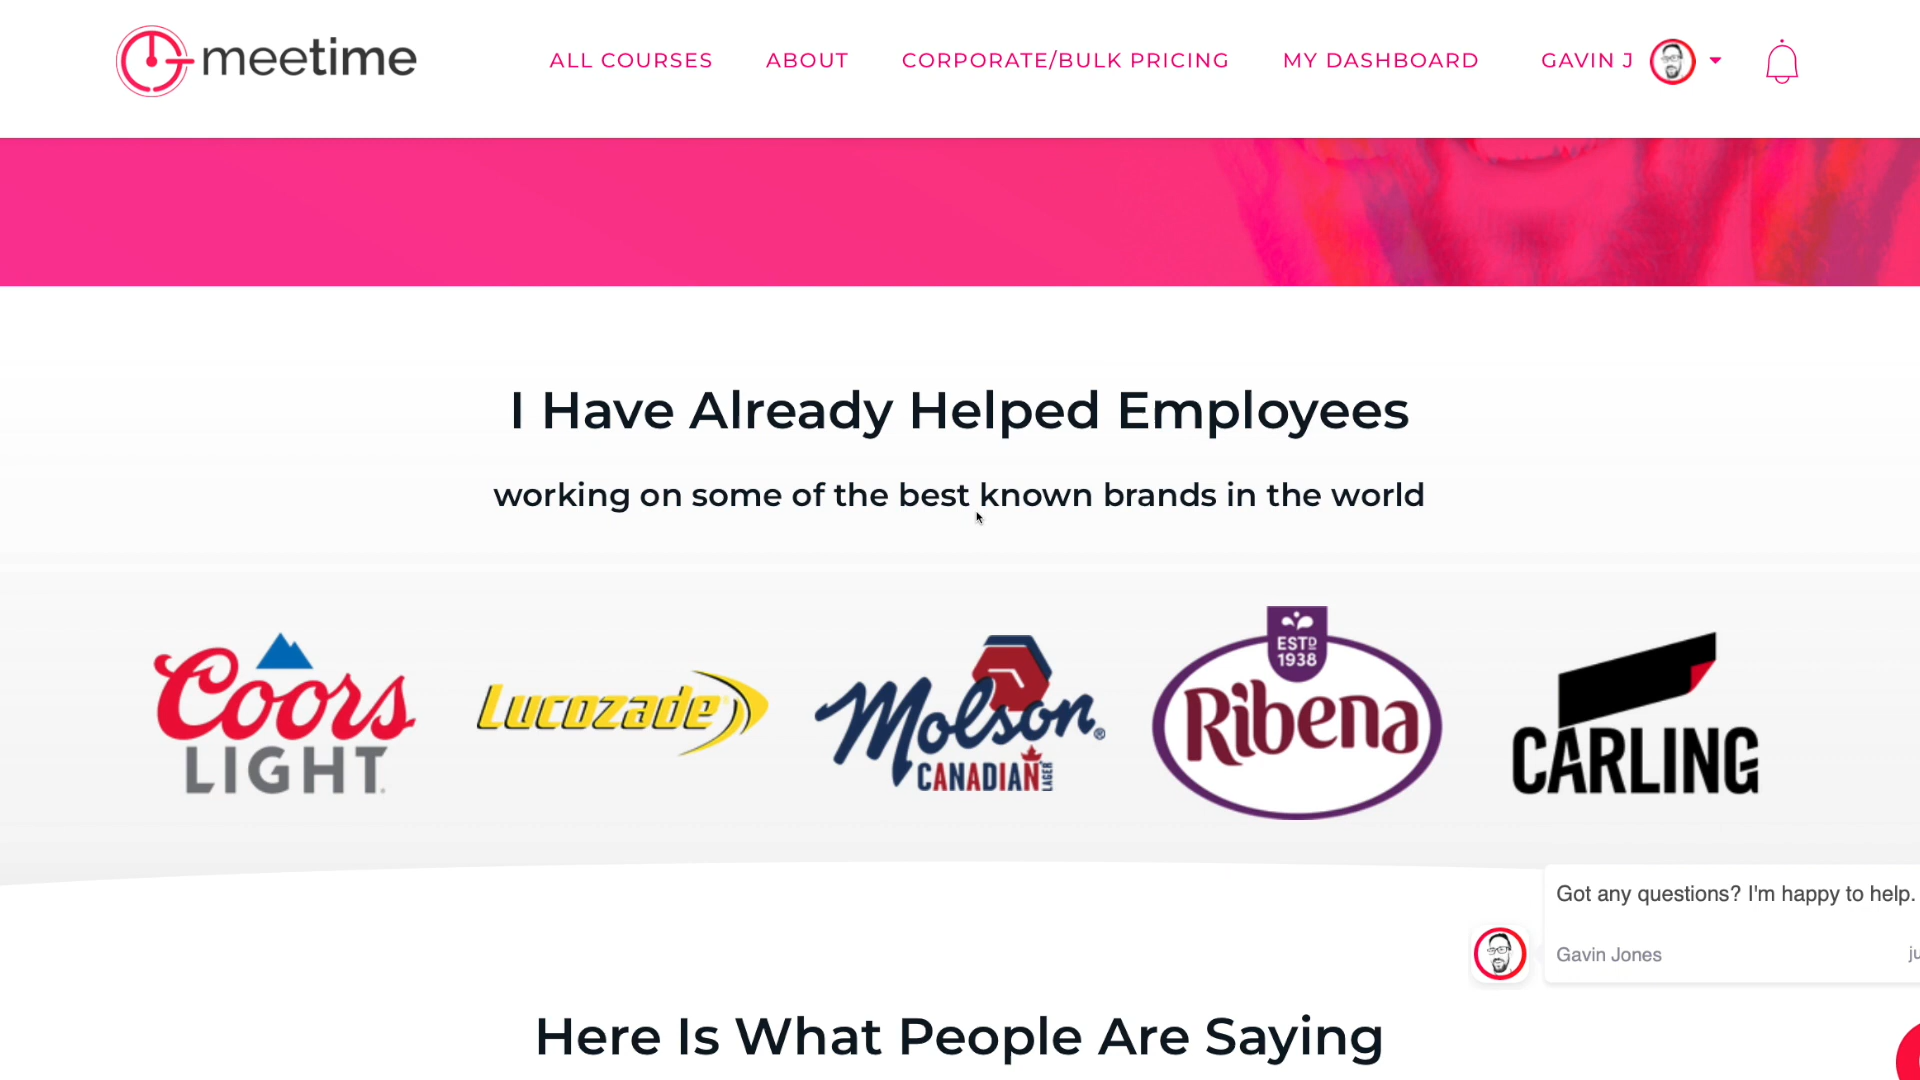 meetime
ALL COURSES
ABOUT
CORPORATE/BULK PRICING
MY DASHBOARD
GAVIN J
I Have Already Helped Employees
working on some of the best known brands in the world
Coors
LIGHT
Lucozade
Molson®
CANADIAN
LAGER
ESTD
1938
Ribena
CARLING
Got any questions? I'm happy to help.
Gavin Jones
Here Is What People Are Saying